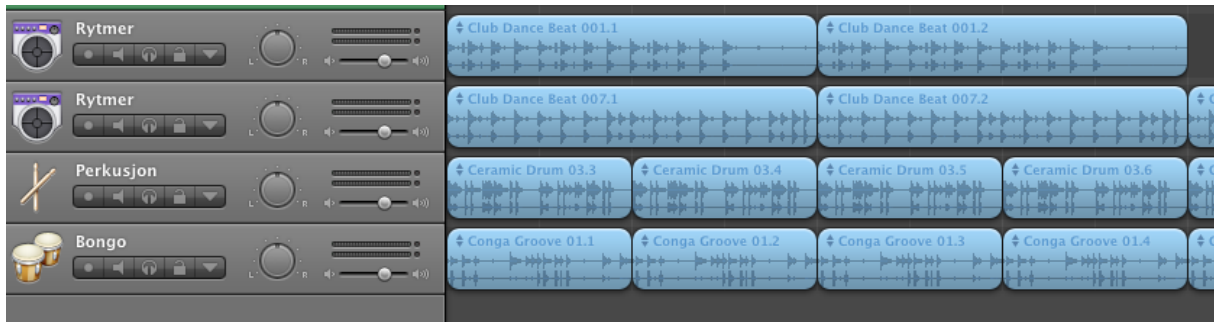 Rytmer
Club Dance Beat 001.1
Club Dance Beat 001.2
L R
Rytmer
Club Dance Beat 007.1
Club Dance Beat 007.2
L R
Perkusjon
Ceramic Drum 03.3
Ceramic Drum 03.4
Ceramic Drum 03.5
Ceramic Drum 03.6
L R
Bongo
Conga Groove 01.1
Conga Groove 01.2
Conga Groove 01.3
Conga Groove 01.4
L R